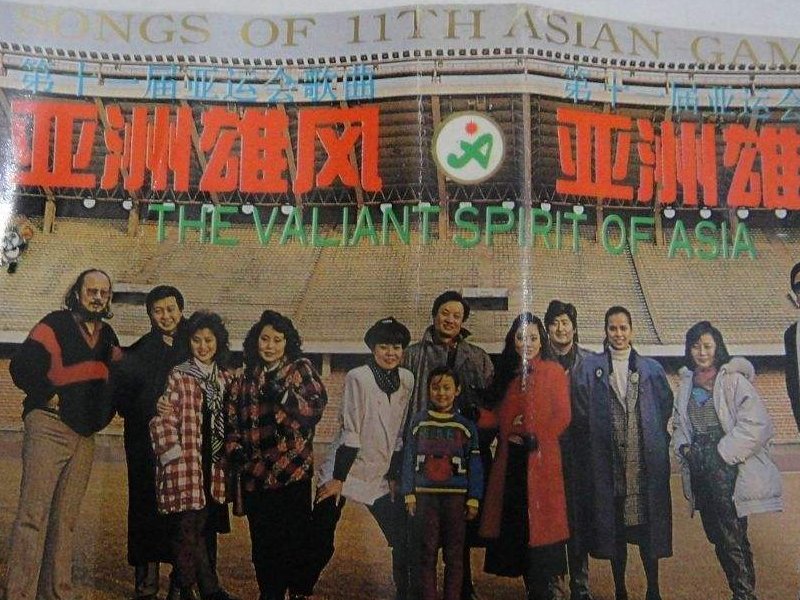 SONGS OF 11TH ASIAN GAM
第十一届亚运会歌曲 第十一届亚运会
亚洲雄风 亚洲雄
THE VALIANT SPIRIT OF ASIA